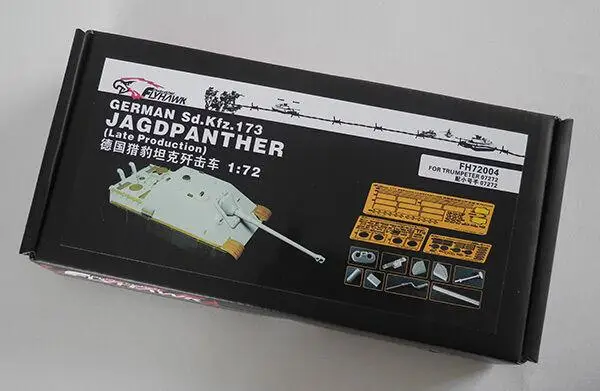 FLYHAWK
GERMAN Sd.Kfz.173
JAGDPANTHER
(Late Production)
德国猎豹坦克歼击车 1:72
FH72004
FOR TRUMPETER 07272
配小号手 07272